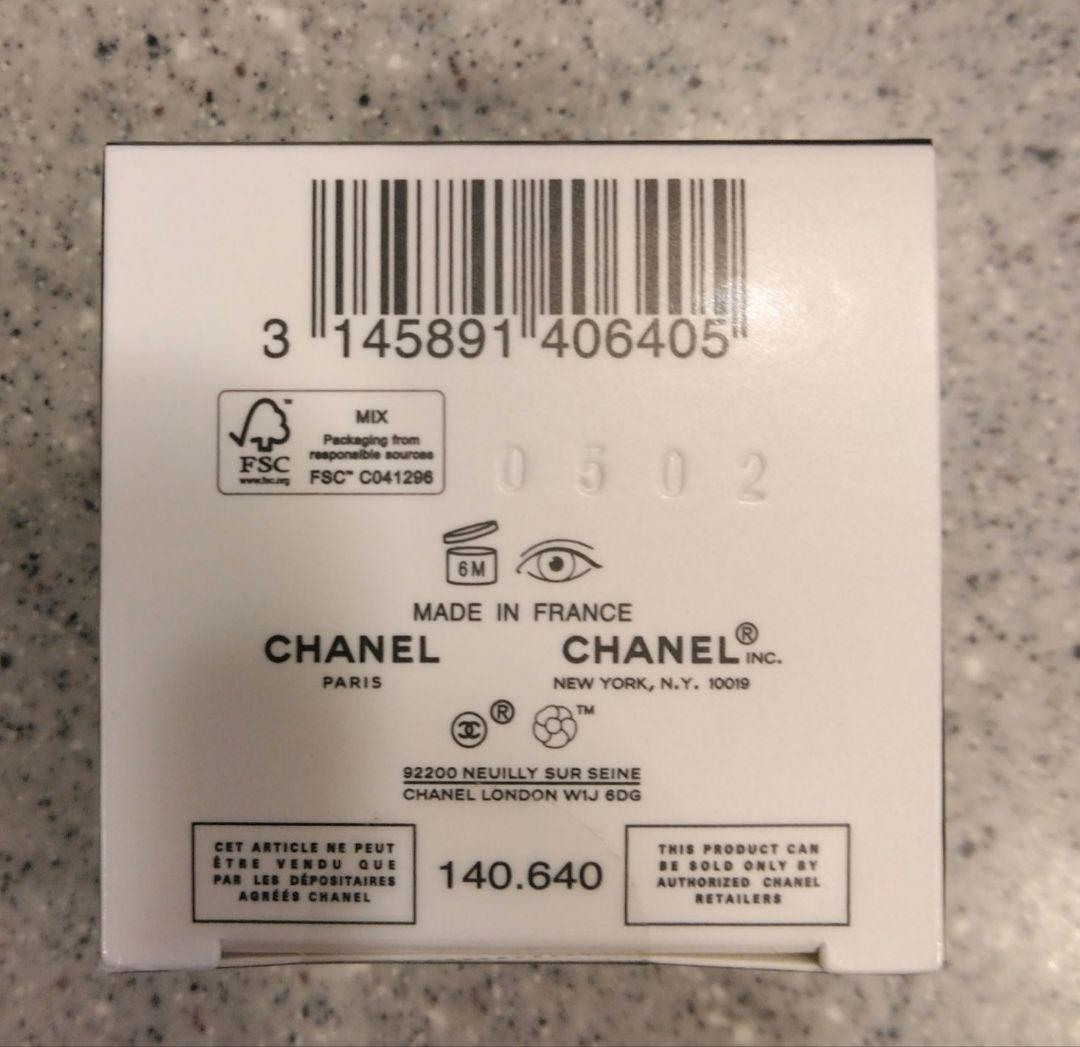 3 145891 406405
FSC™
www.fsc.org
MIX
Packaging from
responsible sources
FSC™ C041296
0502
6M
MADE IN FRANCE
CHANEL
PARIS
CHANEL® INC.
NEW YORK, N.Y. 10019
® ™
92200 NEUILLY SUR SEINE
CHANEL LONDON W1J 6DG
CET ARTICLE NE PEUT
ÊTRE VENDU QUE
PAR LES DÉPOSITAIRES
AGRÉÉS CHANEL
140.640
THIS PRODUCT CAN
BE SOLD ONLY BY
AUTHORIZED CHANEL
RETAILERS